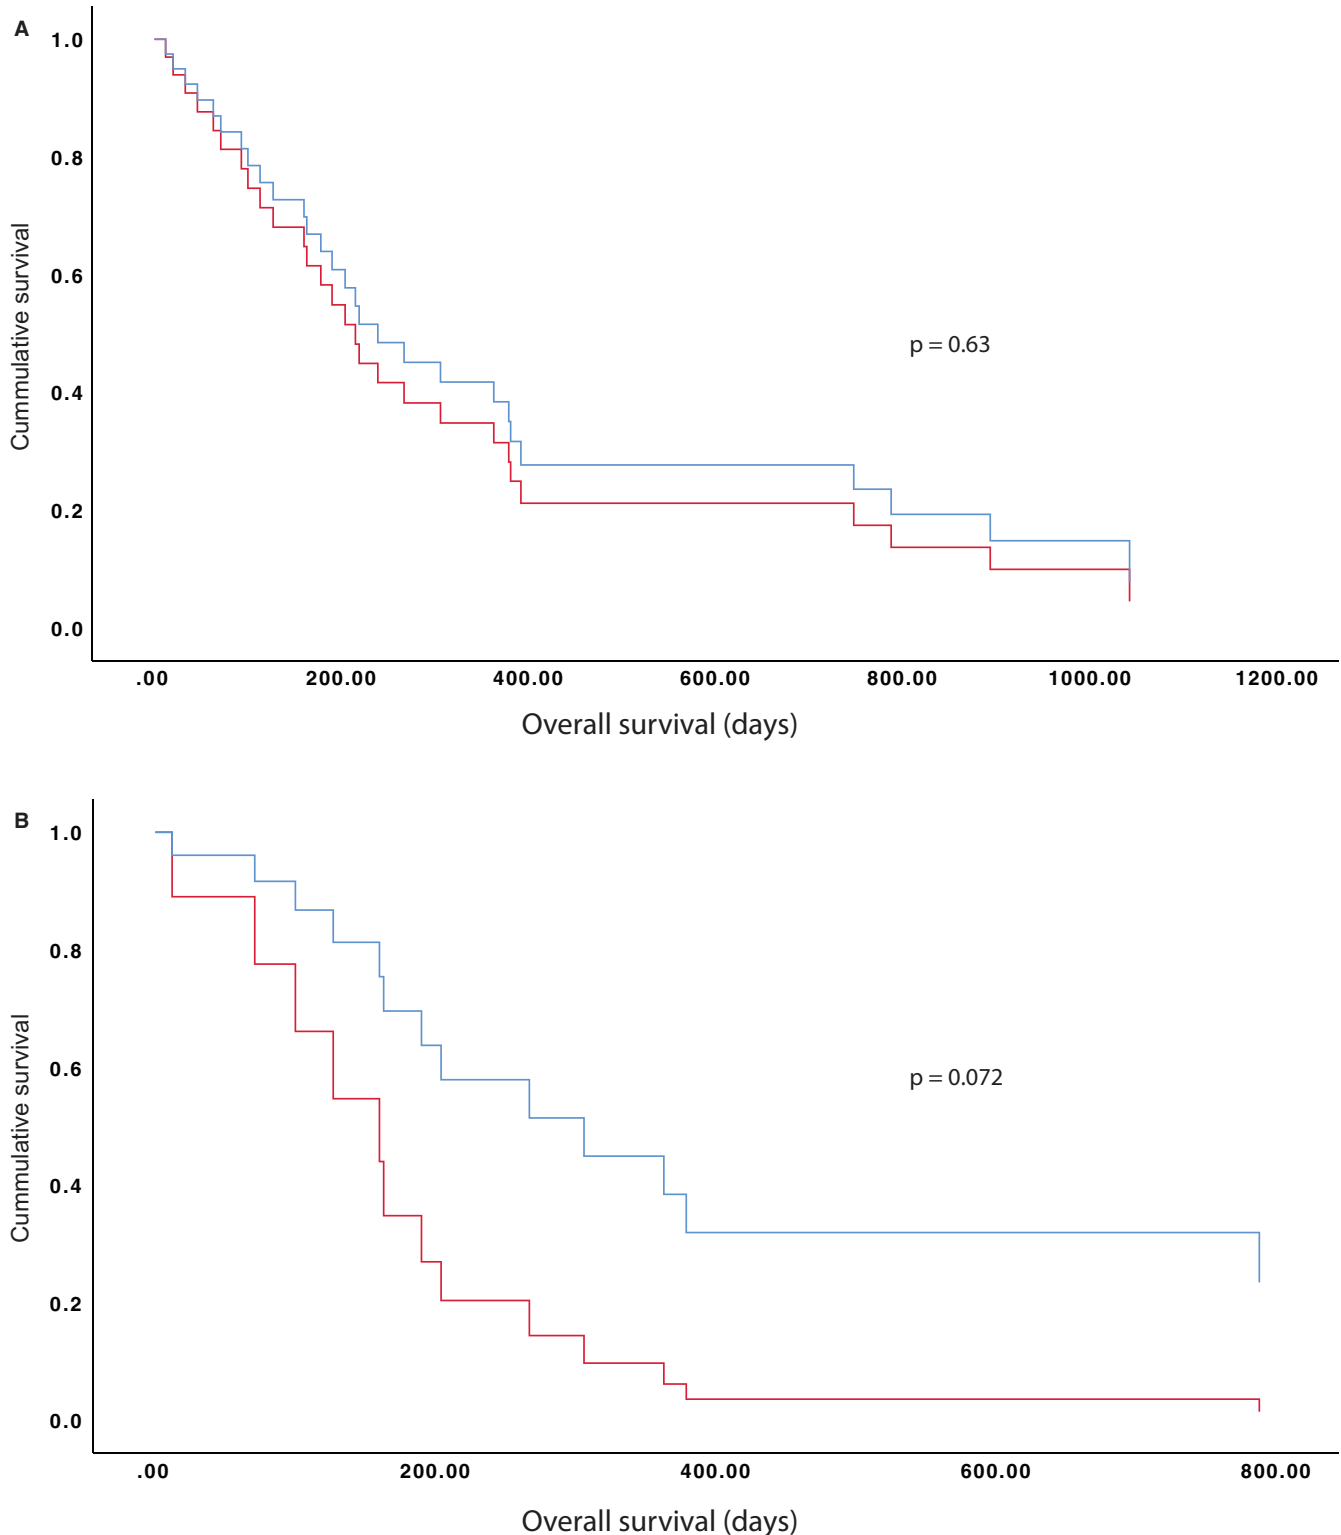 A
1.0
0.8
0.6
0.4
0.2
0.0
Cummulative survival
p = 0.63
.00 200.00 400.00 600.00 800.00 1000.00 1200.00
Overall survival (days)
B
1.0
0.8
0.6
0.4
0.2
0.0
Cummulative survival
p = 0.072
.00 200.00 400.00 600.00 800.00
Overall survival (days)